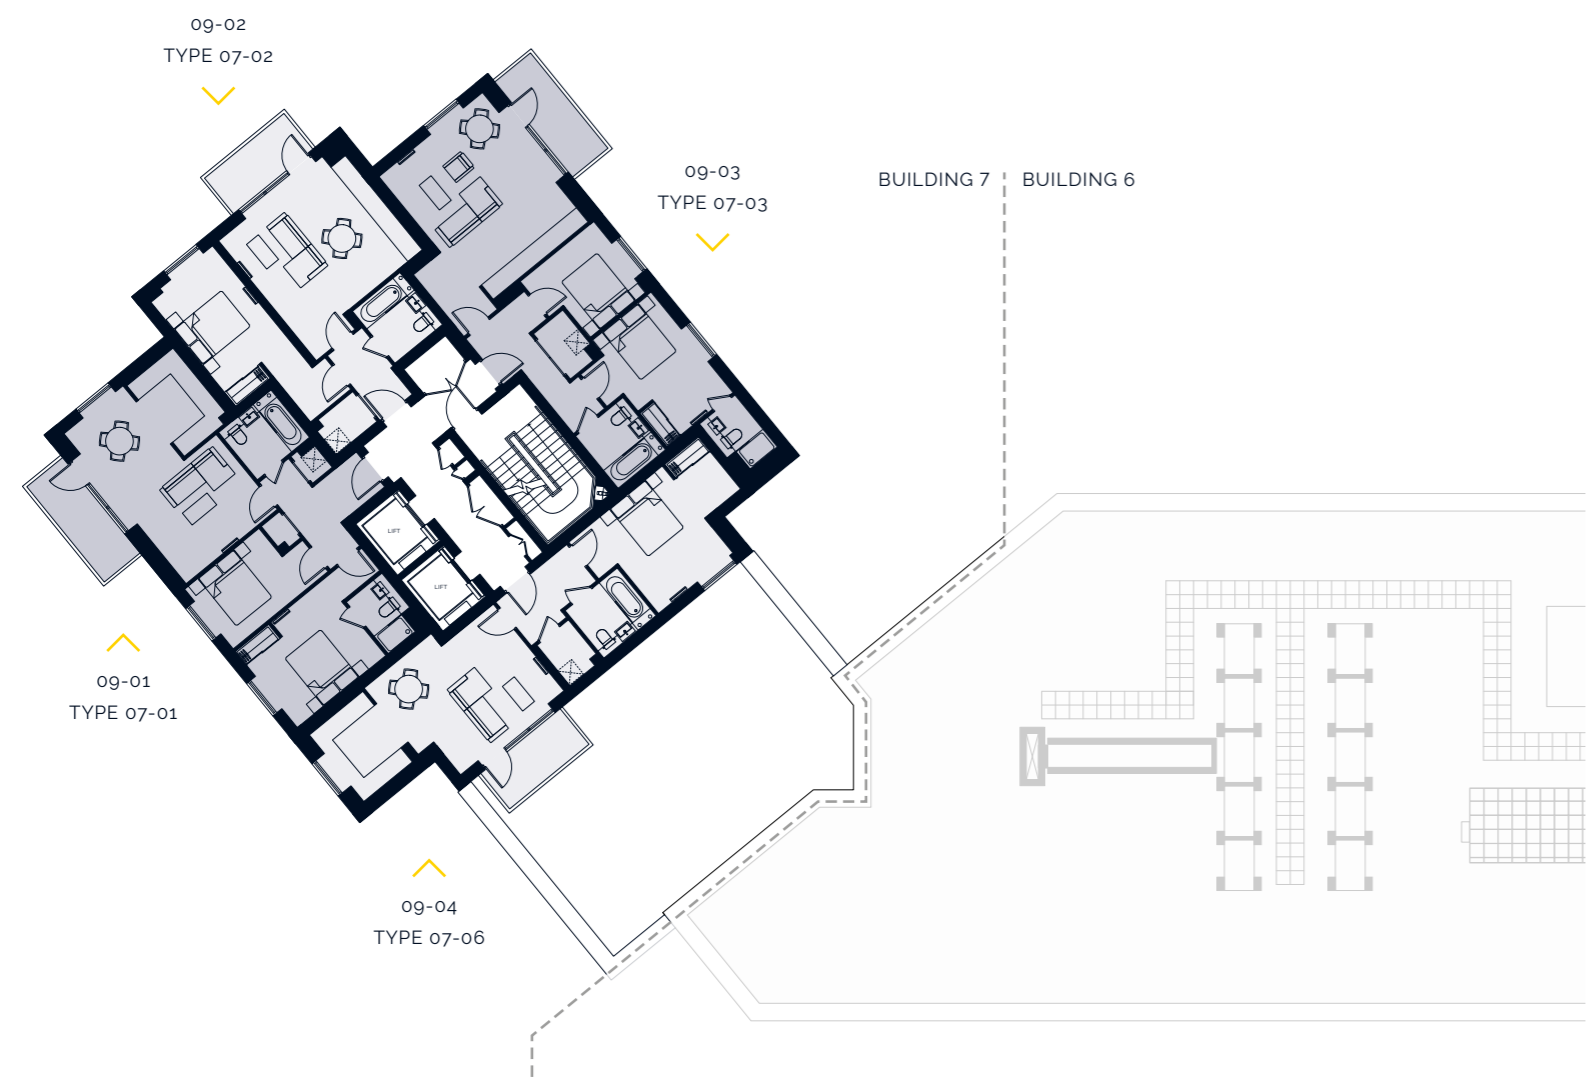 09-02
TYPE 07-02
09-03
TYPE 07-03
BUILDING 7
BUILDING 6
LIFT
LIFT
09-01
TYPE 07-01
09-04
TYPE 07-06